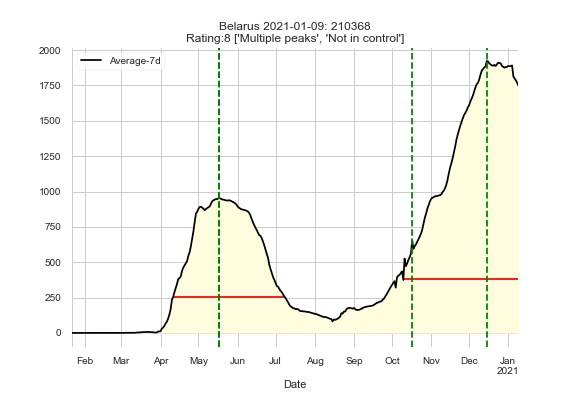 Belarus 2021-01-09: 210368
Rating:8 ['Multiple peaks', 'Not in control']
Average-7d
2000
1750
1500
1250
1000
750
500
250
0
Feb Mar Apr May Jun Jul Aug Sep Oct Nov Dec Jan
2021
Date